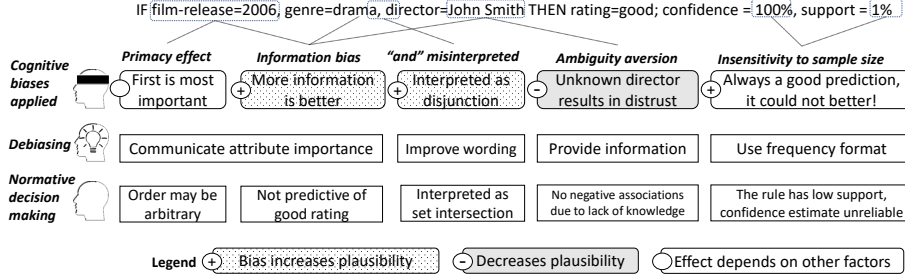 IF film-release=2006, genre=drama, director=John Smith THEN rating=good; confidence = 100%, support = 1%
Primacy effect
Information bias
“and” misinterpreted
Ambiguity aversion
Insensitivity to sample size
Cognitive
biases
applied
First is most
important
+
More information
is better
+
Interpreted as
disjunction
-
Unknown director
results in distrust
+
Always a good prediction,
it could not better!
Debiasing
Communicate attribute importance
Improve wording
Provide information
Use frequency format
Normative
decision
making
Order may be
arbitrary
Not predictive of
good rating
Interpreted as
set intersection
No negative associations
due to lack of knowledge
The rule has low support,
confidence estimate unreliable
Legend
+
Bias increases plausibility
-
Decreases plausibility
Effect depends on other factors